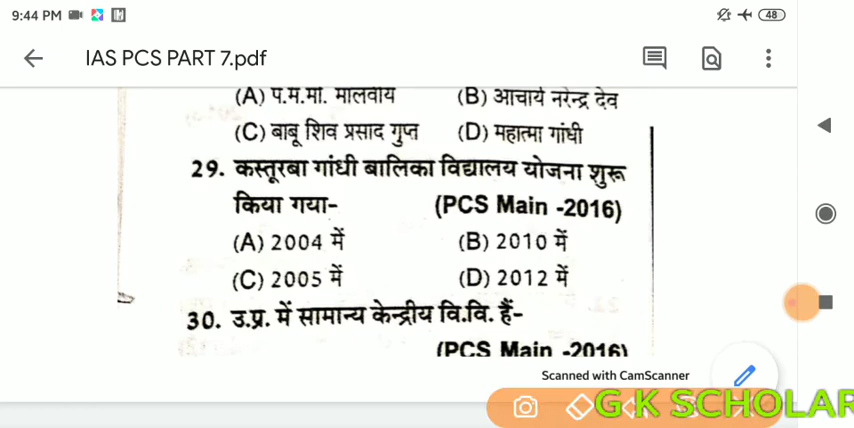 9:44 PM
48
IAS PCS PART 7.pdf
(A) प.म.मो. मालवीय (B) आचार्य नरेन्द्र देव
(C) बाबू शिव प्रसाद गुप्त (D) महात्मा गांधी
29. कस्तूरबा गांधी बालिका विद्यालय योजना शुरू
किया गया- (PCS Main -2016)
(A) 2004 में (B) 2010 में
(C) 2005 में (D) 2012 में
30. उ.प्र. में सामान्य केन्द्रीय वि.वि. हैं-
(PCS Main -2016)
Scanned with CamScanner
G K SCHOLAR